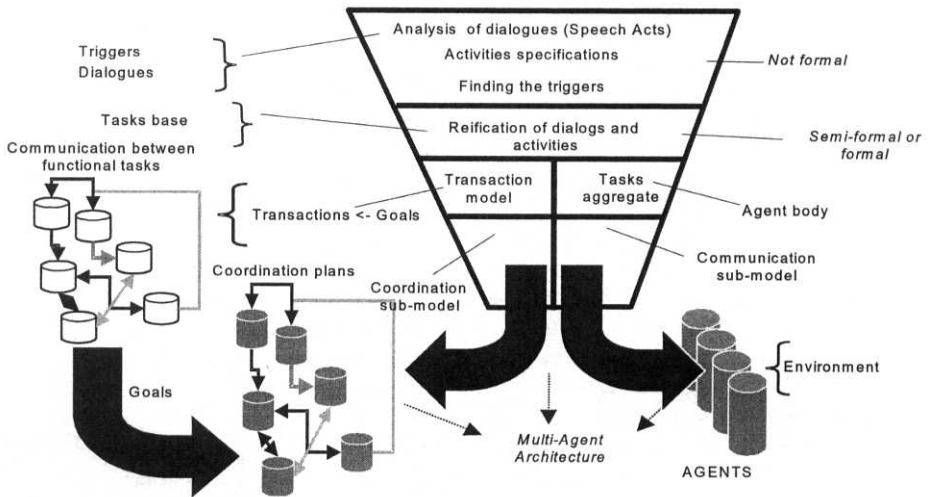 Analysis of dialogues (Speech Acts)
Activities specifications
Finding the triggers
Triggers
Dialogues
Not formal
Tasks base
Reification of dialogs and
activities
Semi-formal or
formal
Communication between
functional tasks
Transaction
model
Tasks
aggregate
Transactions <- Goals
Agent body
Coordination plans
Coordination
sub-model
Communication
sub-model
Goals
Environment
Multi-Agent
Architecture
AGENTS